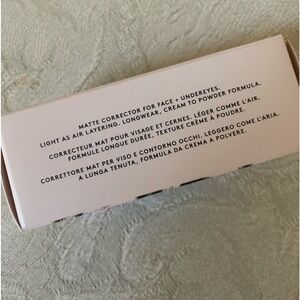 MATTE CORRECTOR FOR FACE + UNDEREYES.
LIGHT AS AIR LAYERING. LONGWEAR. CREAM TO POWDER FORMULA.
CORRECTEUR MAT POUR VISAGE ET CERNES. LÉGER COMME L'AIR.
FORMULE LONGUE DURÉE, TEXTURE CRÈME À POUDRE.
CORRETTORE MAT PER VISO E CONTORNO OCCHI. LEGGERO COME L'ARIA.
A LUNGA TENUTA, FORMULA DA CREMA A POLVERE.